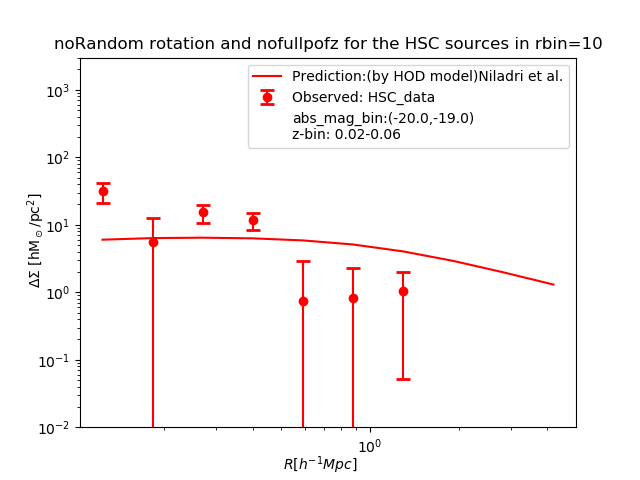 noRandom rotation and nofullpofz for the HSC sources in rbin=10
Prediction:(by HOD model)Niladri et al.
Observed: HSC_data
abs_mag_bin:(-20.0,-19.0)
z-bin: 0.02-0.06
10³
10²
10¹
10⁰
10⁻¹
10⁻²
ΔΣ [hM⊙/pc²]
10⁰
R[h⁻¹Mpc]